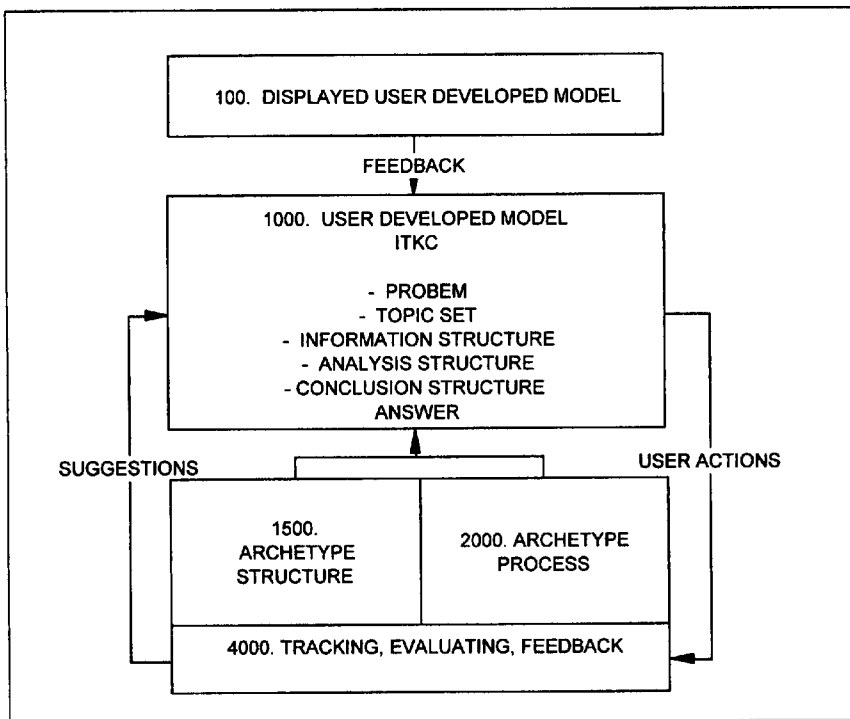 100. DISPLAYED USER DEVELOPED MODEL
FEEDBACK
1000. USER DEVELOPED MODEL
ITKC
- PROBEM
- TOPIC SET
- INFORMATION STRUCTURE
- ANALYSIS STRUCTURE
- CONCLUSION STRUCTURE
ANSWER
SUGGESTIONS
USER ACTIONS
1500.
ARCHETYPE
STRUCTURE
2000. ARCHETYPE
PROCESS
4000. TRACKING, EVALUATING, FEEDBACK